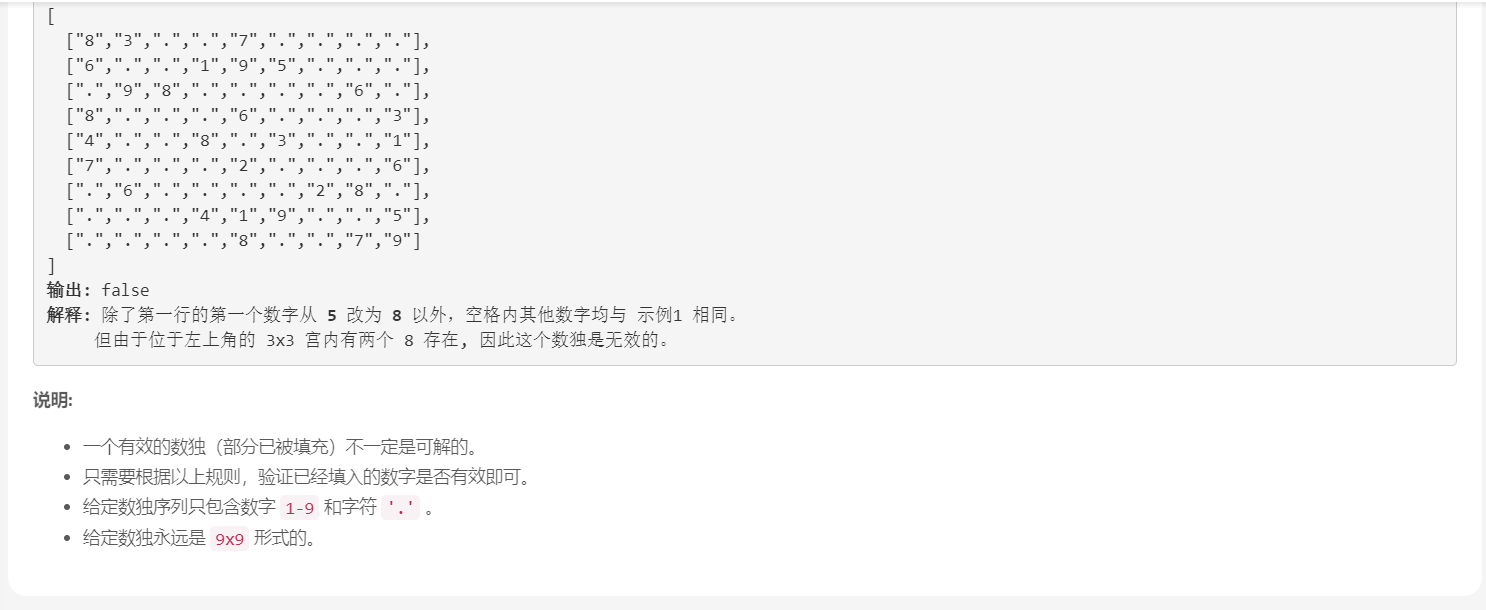 [
["8","3",".",".","7",".",".",".","."],
["6",".",".","1","9","5",".",".","."],
[".","9","8",".",".",".",".","6","."],
["8",".",".",".","6",".",".",".","3"],
["4",".",".","8",".","3",".",".","1"],
["7",".",".",".","2",".",".",".","6"],
[".","6",".",".",".",".","2","8","."],
[".",".",".","4","1","9",".",".","5"],
[".",".",".",".","8",".",".","7","9"]
]
输出: false
解释: 除了第一行的第一个数字从 5 改为 8 以外，空格内其他数字均与 示例1 相同。
但由于位于左上角的 3x3 宫内有两个 8 存在, 因此这个数独是无效的。
说明:
• 一个有效的数独（部分已被填充）不一定是可解的。
• 只需要根据以上规则，验证已经填入的数字是否有效即可。
• 给定数独序列只包含数字 1-9 和字符 '.' 。
• 给定数独永远是 9x9 形式的。